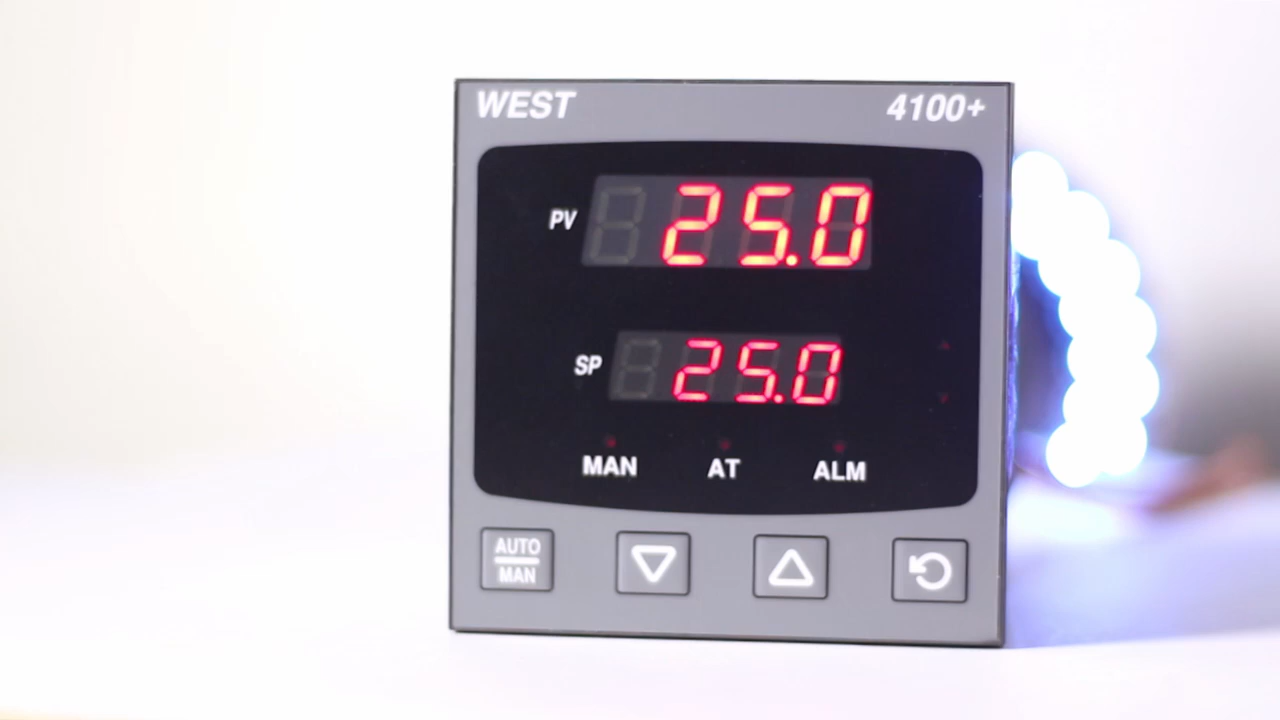 WEST 4100+
PV 25.0
SP 25.0
MAN AT ALM
AUTO
MAN